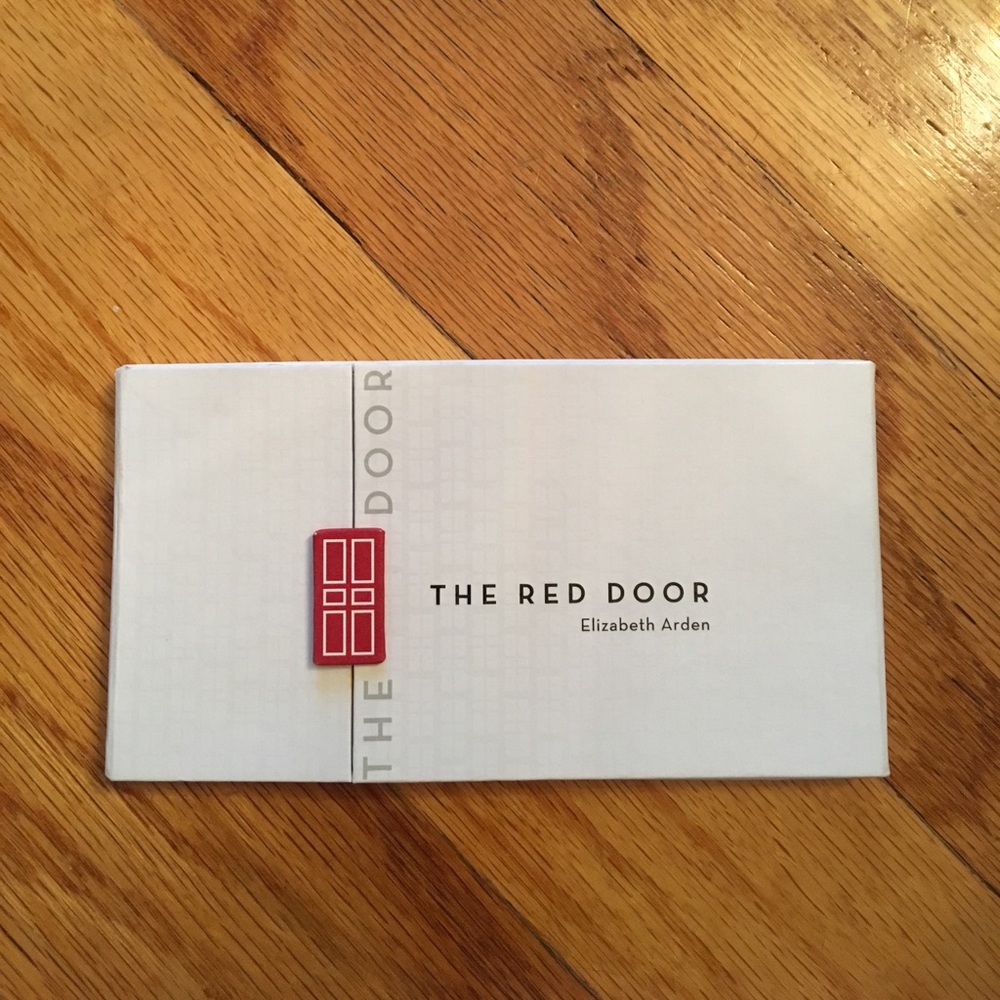 THE DOOR
THE RED DOOR
Elizabeth Arden